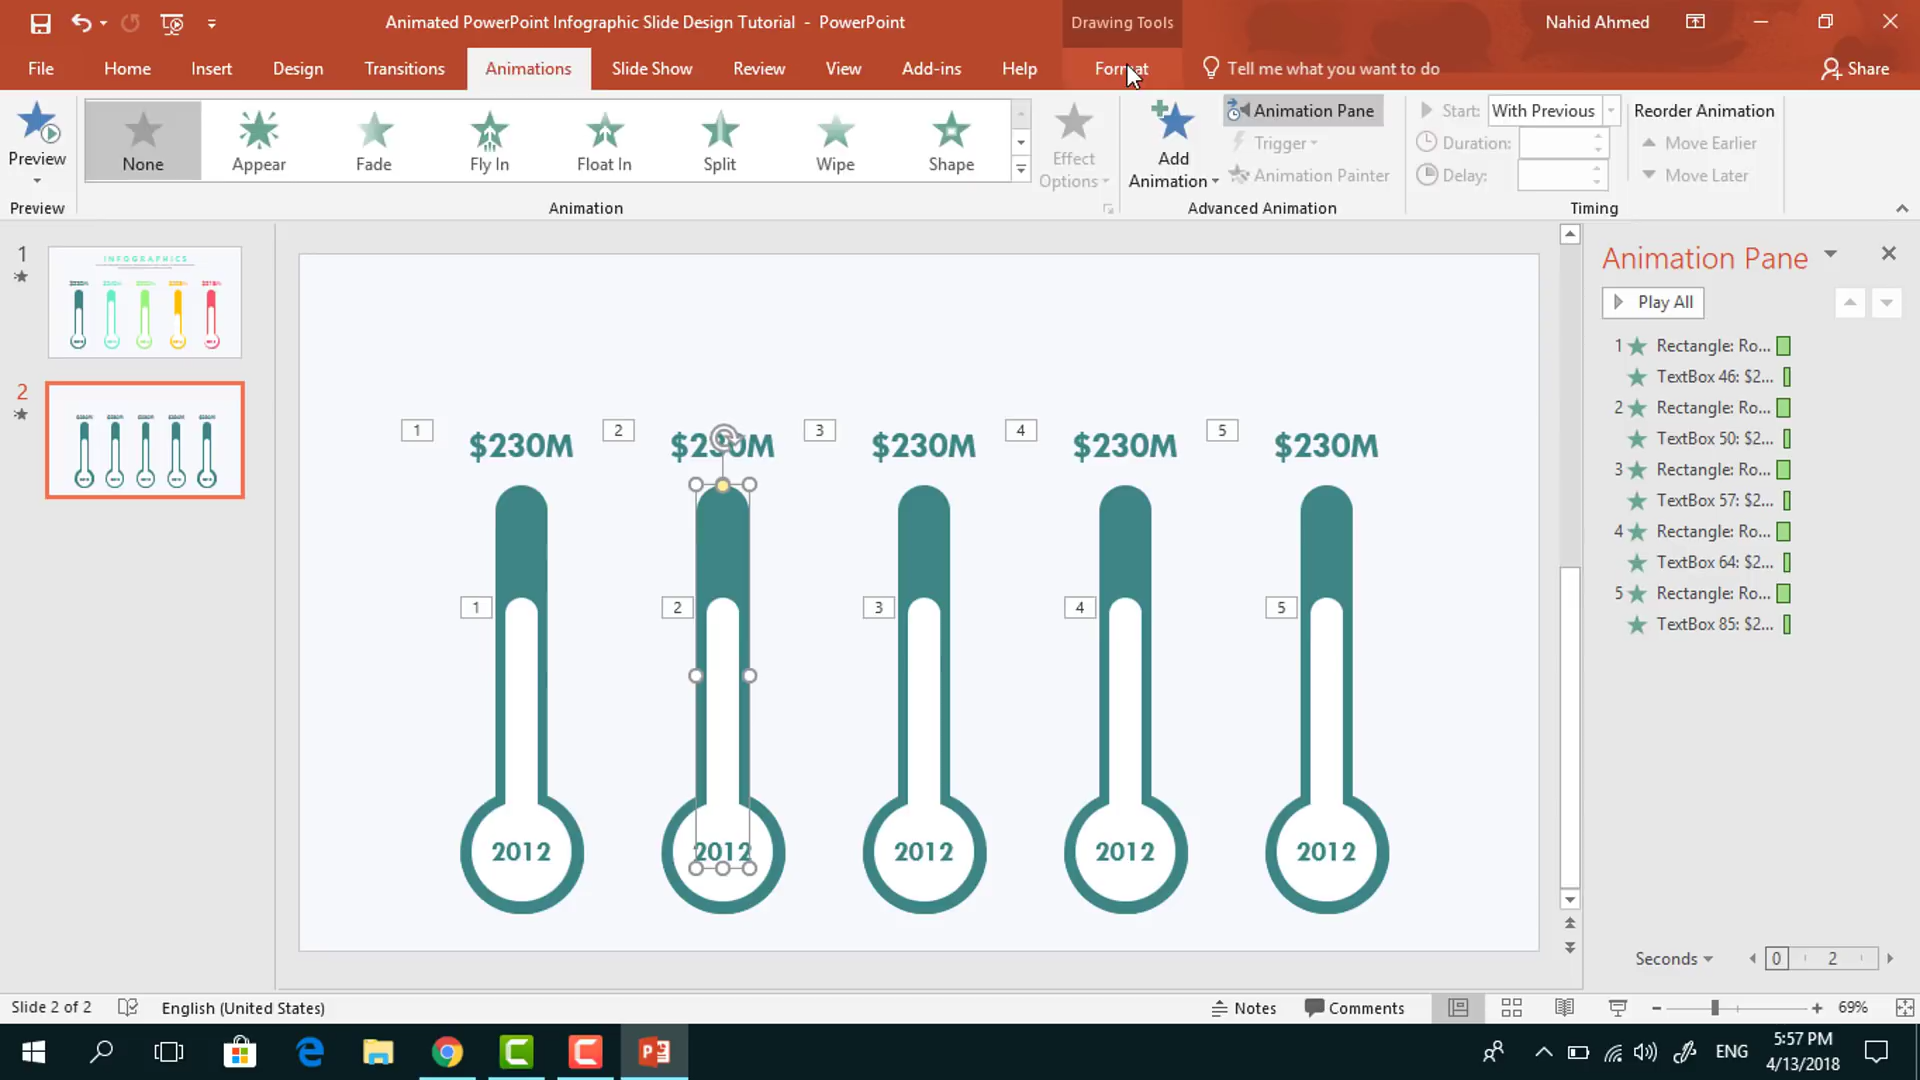 Animated PowerPoint Infographic Slide Design Tutorial - PowerPoint
Drawing Tools
Nahid Ahmed
File Home Insert Design Transitions Animations Slide Show Review View Add-ins Help Format Tell me what you want to do Share
Preview
None Appear Fade Fly In Float In Split Wipe Shape
Effect Options
Add Animation
Animation Pane
Trigger
Animation Painter
Start: With Previous
Duration:
Delay:
Reorder Animation
Move Earlier
Move Later
Preview Animation Advanced Animation Timing
1
INFOGRAPHICS
2
1 $230M 2 $230M 3 $230M 4 $230M 5 $230M
1 2 3 4 5
2012 2012 2012 2012 2012
Animation Pane
Play All
1 Rectangle: Ro...
TextBox 46: $2...
2 Rectangle: Ro...
TextBox 50: $2...
3 Rectangle: Ro...
TextBox 57: $2...
4 Rectangle: Ro...
TextBox 64: $2...
5 Rectangle: Ro...
TextBox 85: $2...
Seconds 0 2
Slide 2 of 2 English (United States) Notes Comments 69%
ENG
5:57 PM
4/13/2018